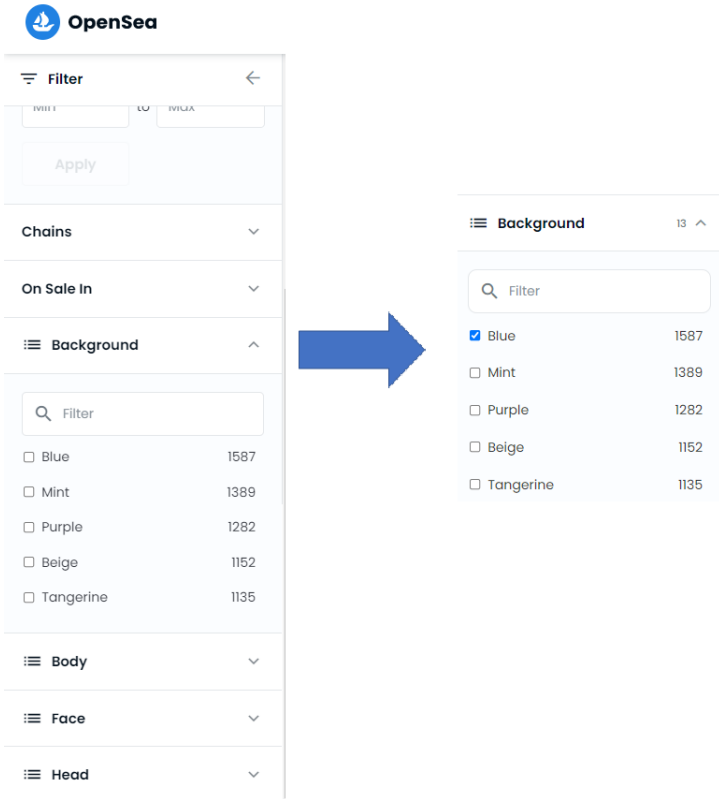 OpenSea
Filter
Min to Max
Apply
Chains
On Sale In
Background
Filter
Blue 1587
Mint 1389
Purple 1282
Beige 1152
Tangerine 1135
Body
Face
Head
Background 13
Filter
Blue 1587
Mint 1389
Purple 1282
Beige 1152
Tangerine 1135